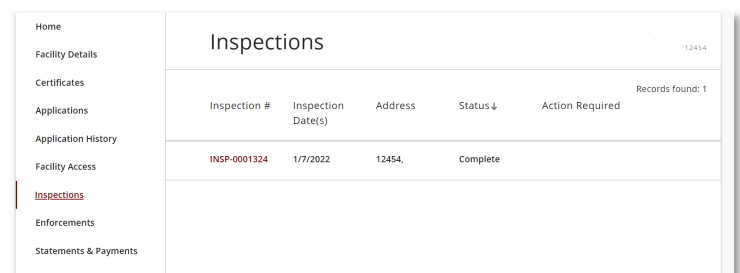 Home
Facility Details
Certificates
Applications
Application History
Facility Access
Inspections
Enforcements
Statements & Payments
Inspections
12454
Records found: 1
Inspection # Inspection Date(s) Address Status↓ Action Required
INSP-0001324 1/7/2022 12454, Complete